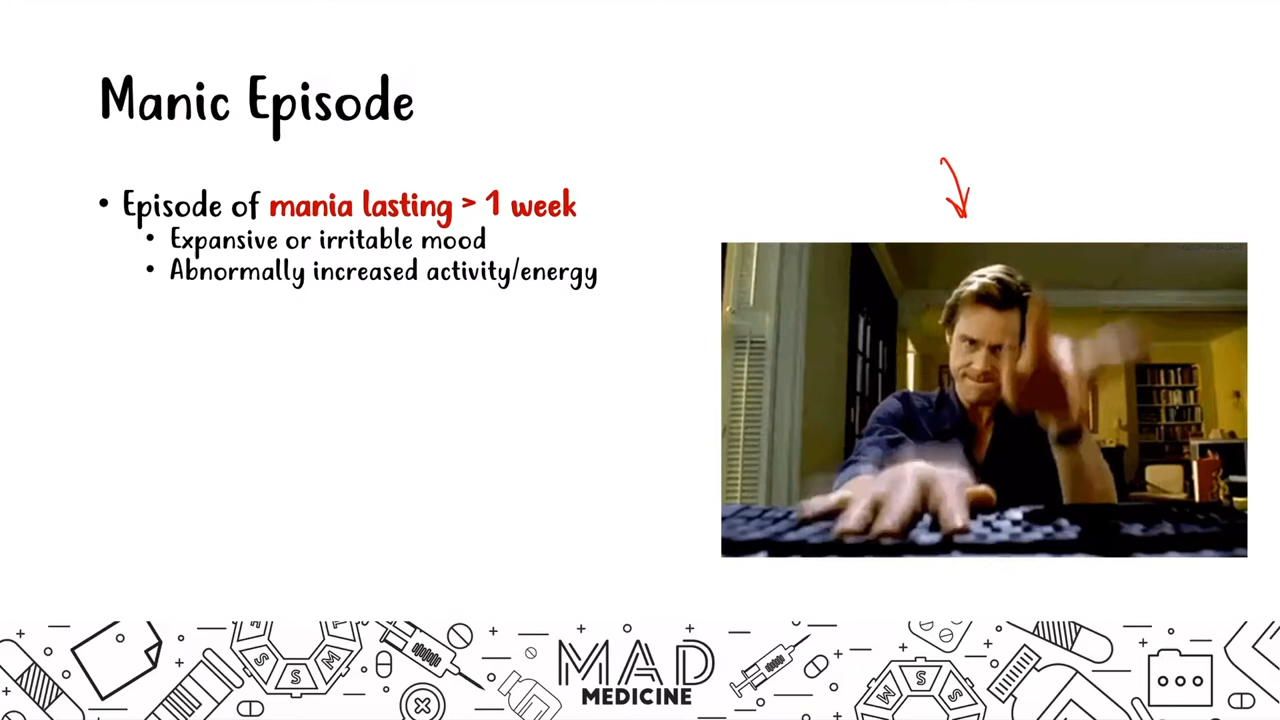 Manic Episode
• Episode of mania lasting > 1 week
• Expansive or irritable mood
• Abnormally increased activity/energy
MAD
MEDICINE
S S M
M S S